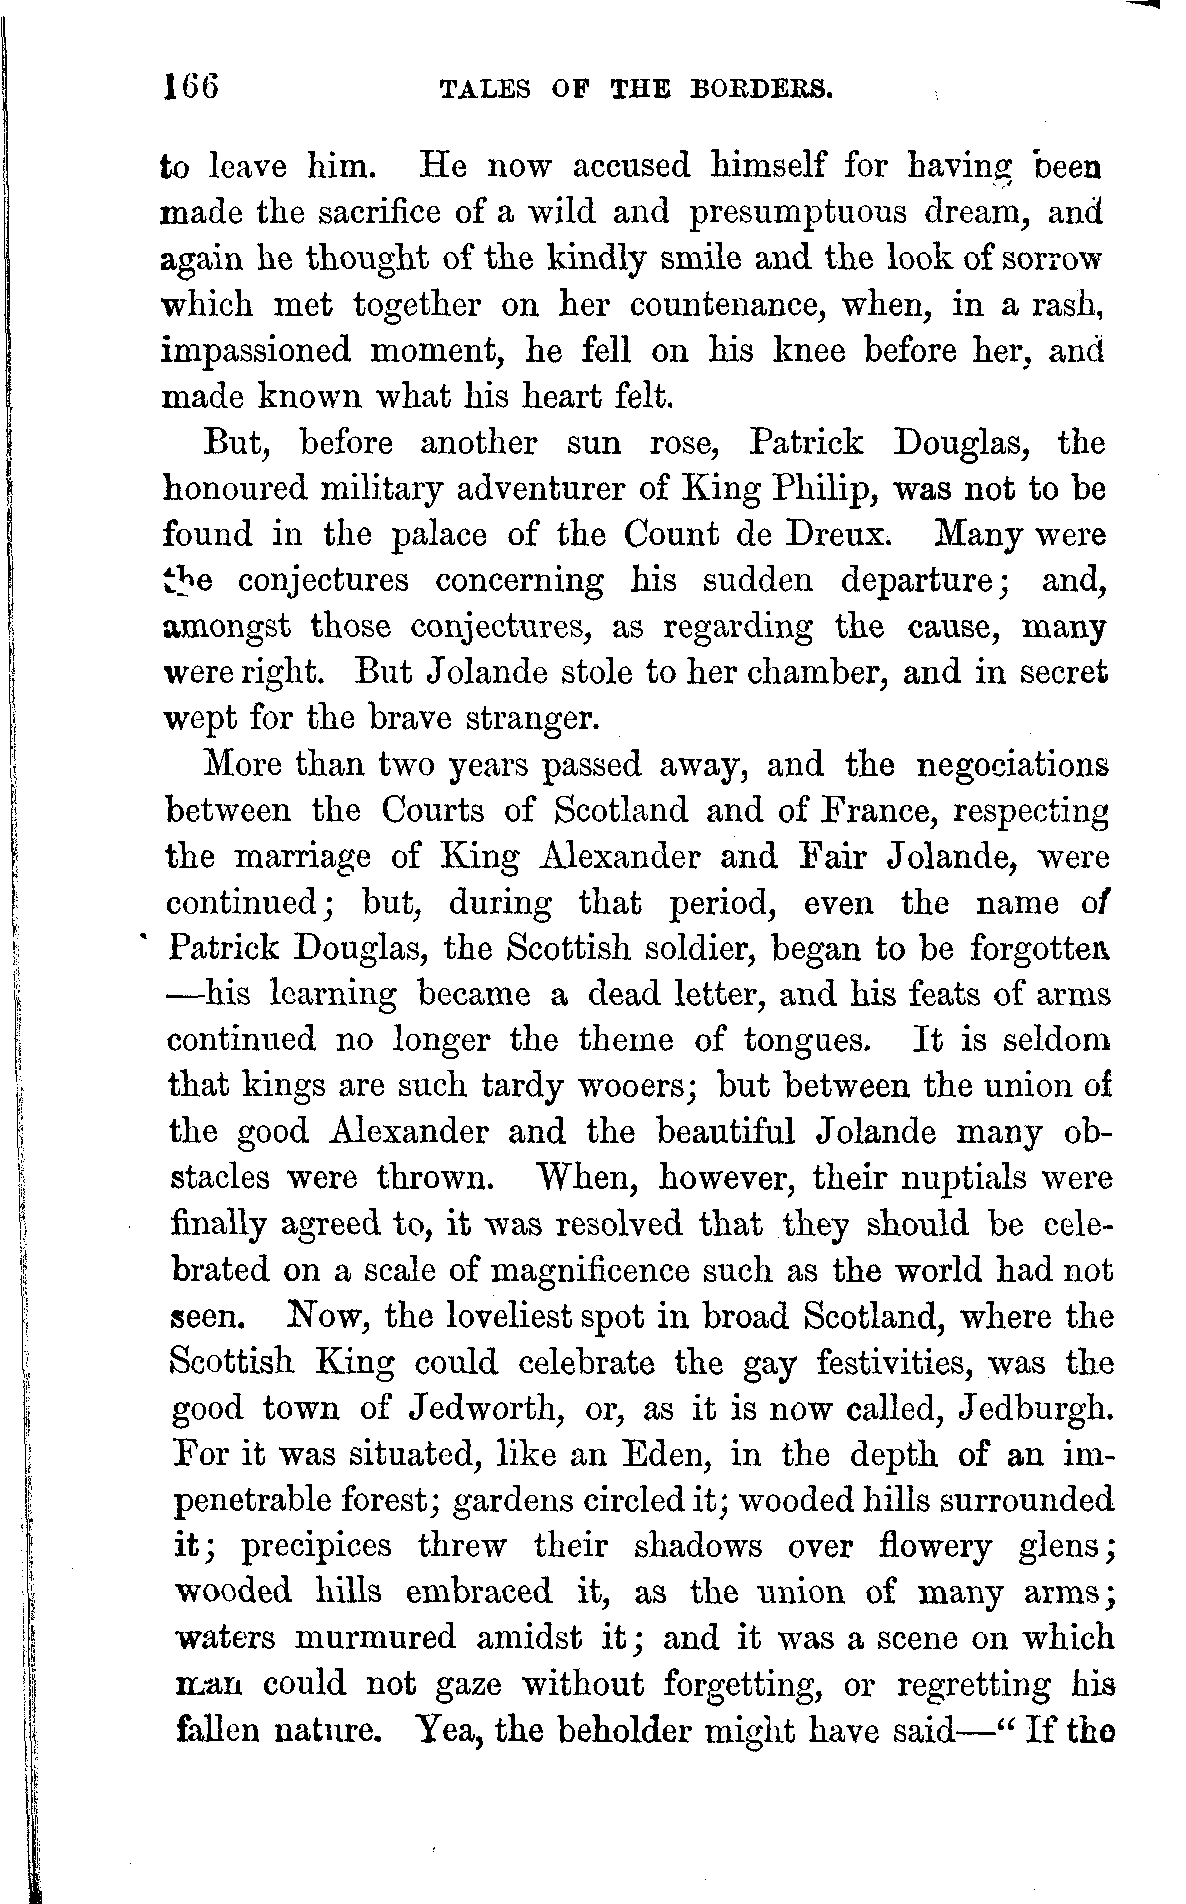 166 TALES OF THE BORDERS.
to leave him. He now accused himself for having been
made the sacrifice of a wild and presumptuous dream, and
again he thought of the kindly smile and the look of sorrow
which met together on her countenance, when, in a rash,
impassioned moment, he fell on his knee before her, and
made known what his heart felt.
But, before another sun rose, Patrick Douglas, the
honoured military adventurer of King Philip, was not to be
found in the palace of the Count de Dreux. Many were
the conjectures concerning his sudden departure; and,
amongst those conjectures, as regarding the cause, many
were right. But Jolande stole to her chamber, and in secret
wept for the brave stranger.
More than two years passed away, and the negociations
between the Courts of Scotland and of France, respecting
the marriage of King Alexander and Fair Jolande, were
continued; but, during that period, even the name of
Patrick Douglas, the Scottish soldier, began to be forgotten
—his learning became a dead letter, and his feats of arms
continued no longer the theme of tongues. It is seldom
that kings are such tardy wooers; but between the union of
the good Alexander and the beautiful Jolande many ob-
stacles were thrown. When, however, their nuptials were
finally agreed to, it was resolved that they should be cele-
brated on a scale of magnificence such as the world had not
seen. Now, the loveliest spot in broad Scotland, where the
Scottish King could celebrate the gay festivities, was the
good town of Jedworth, or, as it is now called, Jedburgh.
For it was situated, like an Eden, in the depth of an im-
penetrable forest; gardens circled it; wooded hills surrounded
it; precipices threw their shadows over flowery glens;
wooded hills embraced it, as the union of many arms;
waters murmured amidst it; and it was a scene on which
man could not gaze without forgetting, or regretting his
fallen nature. Yea, the beholder might have said—“ If the